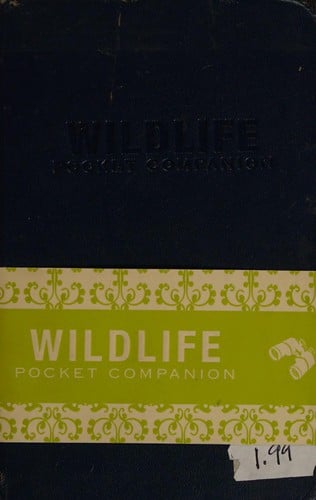 WILDLIFE
POCKET COMPANION
WILDLIFE
POCKET COMPANION
1.99